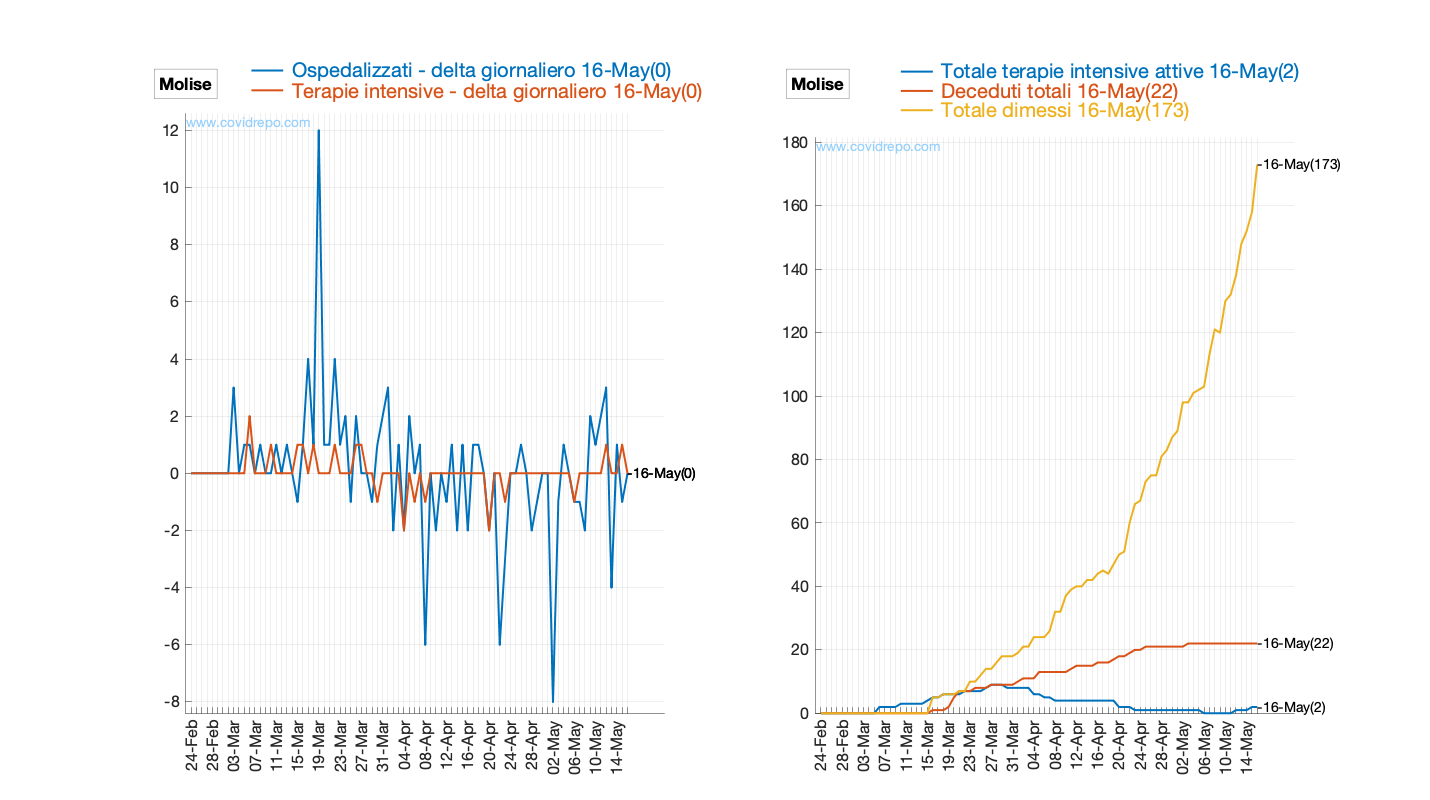 Molise
Ospedalizzati - delta giornaliero 16-May(0)
Terapie intensive - delta giornaliero 16-May(0)
www.covidrepo.com
12
10
8
6
4
2
0
-2
-4
-6
-8
16-May(0)
24-Feb
28-Feb
03-Mar
07-Mar
11-Mar
15-Mar
19-Mar
23-Mar
27-Mar
31-Mar
04-Apr
08-Apr
12-Apr
16-Apr
20-Apr
24-Apr
28-Apr
02-May
06-May
10-May
14-May
Molise
Totale terapie intensive attive 16-May(2)
Deceduti totali 16-May(22)
Totale dimessi 16-May(173)
www.covidrepo.com
180
160
140
120
100
80
60
40
20
0
16-May(173)
16-May(22)
16-May(2)
24-Feb
28-Feb
03-Mar
07-Mar
11-Mar
15-Mar
19-Mar
23-Mar
27-Mar
31-Mar
04-Apr
08-Apr
12-Apr
16-Apr
20-Apr
24-Apr
28-Apr
02-May
06-May
10-May
14-May